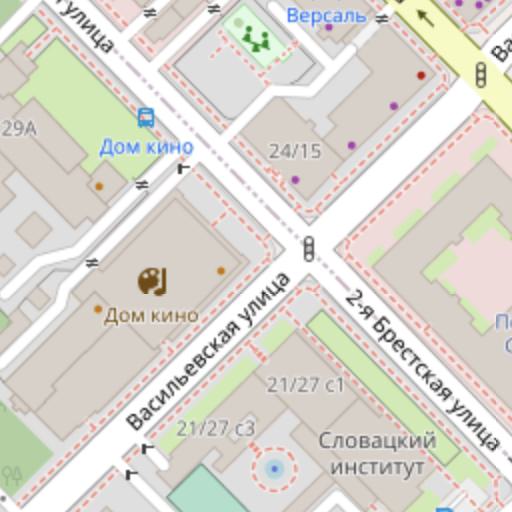 улица
Версаль
29А
Дом кино
24/15
Дом кино
Васильевская улица
2-я Брестская улица
21/27 с1
21/27 с3
Словацкий
институт